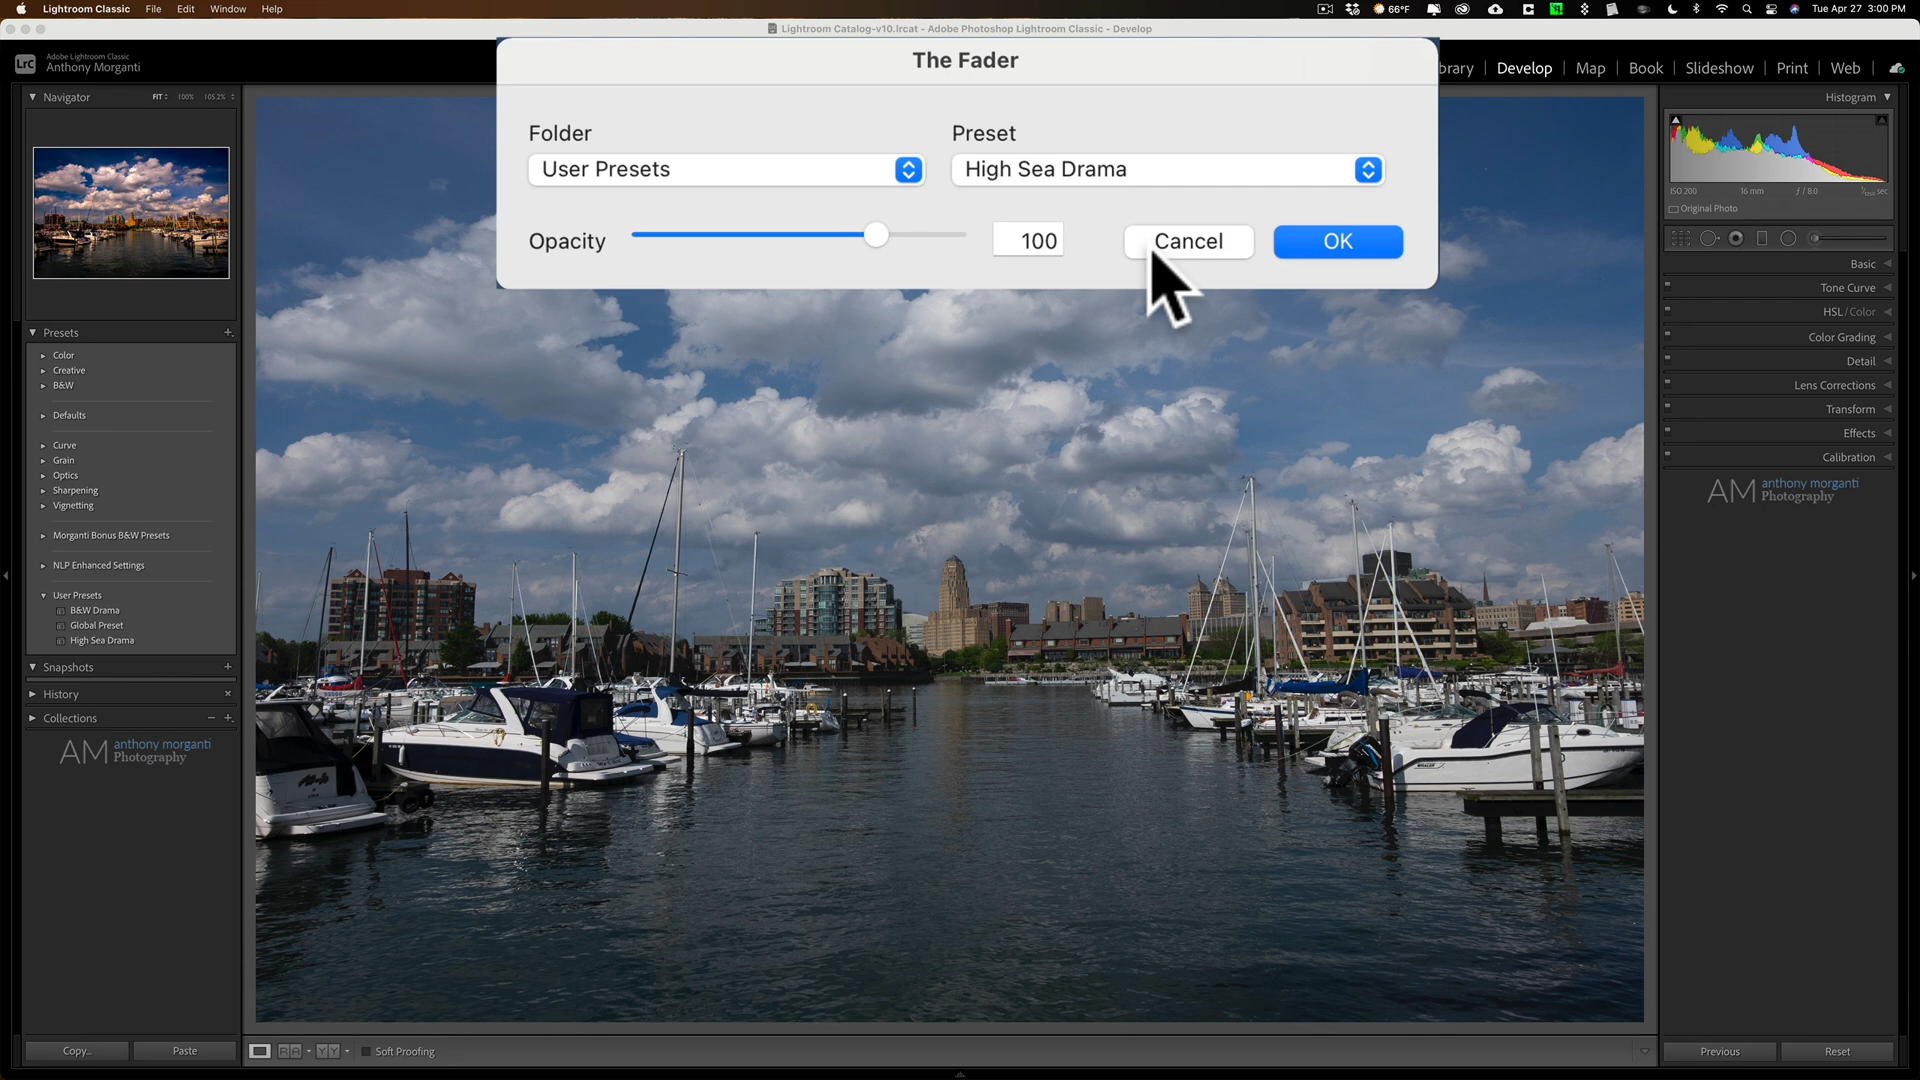 Lightroom Classic File Edit Window Help
66°F Tue Apr 27 3:00 PM
Lightroom Catalog-v10.lrcat - Adobe Photoshop Lightroom Classic - Develop
LrC
Adobe Lightroom Classic
Anthony Morganti
brary | Develop | Map | Book | Slideshow | Print | Web
The Fader
Folder
Preset
User Presets
High Sea Drama
Opacity
100
Cancel
OK
Navigator
FIT 100% 105.2%
Presets
Color
Creative
B&W
Defaults
Curve
Grain
Optics
Sharpening
Vignetting
Morganti Bonus B&W Presets
NLP Enhanced Settings
User Presets
B&W Drama
Global Preset
High Sea Drama
Snapshots
History
Collections
AM anthony morganti
Photography
Copy...
Paste
Soft Proofing
Histogram
ISO 200 16 mm ƒ / 8.0 sec
Original Photo
Basic
Tone Curve
HSL / Color
Color Grading
Detail
Lens Corrections
Transform
Effects
Calibration
AM anthony morganti
Photography
Previous
Reset